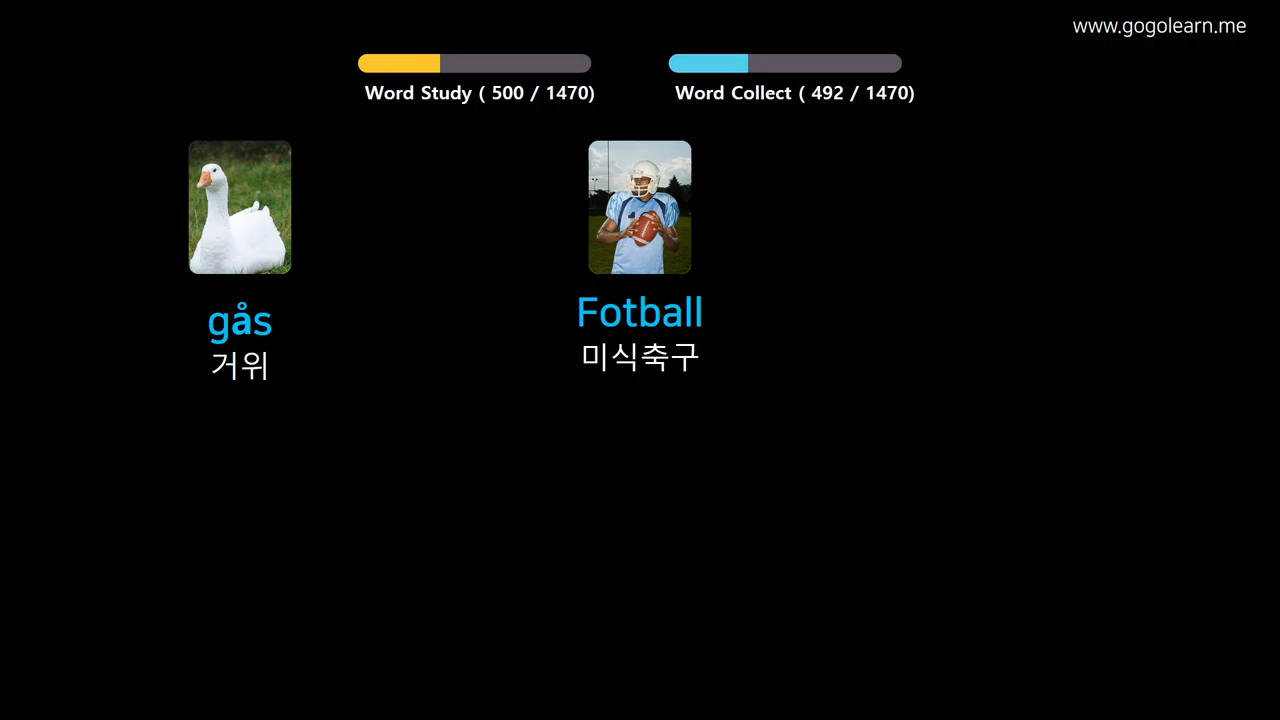 www.gogolearn.me
Word Study ( 500 / 1470)
Word Collect ( 492 / 1470)
gås
거위
Fotball
미식축구